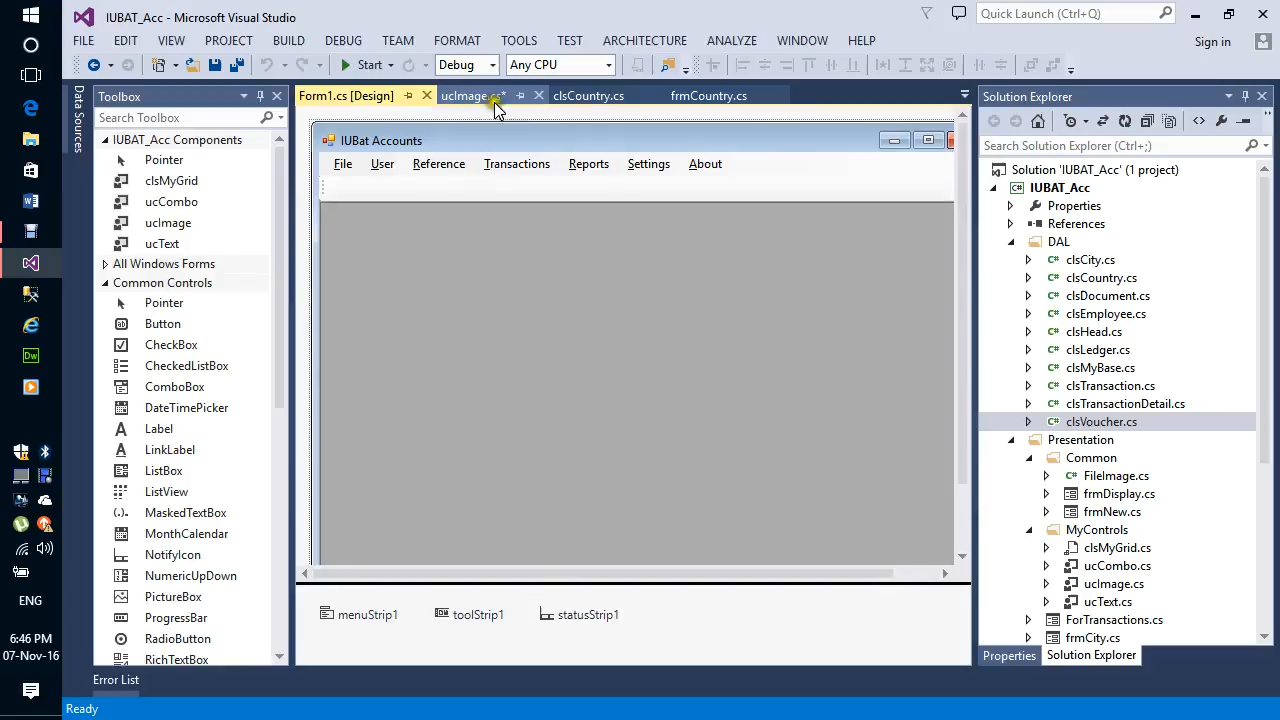 IUBAT_Acc - Microsoft Visual Studio
Quick Launch (Ctrl+Q)
FILE EDIT VIEW PROJECT BUILD DEBUG TEAM FORMAT TOOLS TEST ARCHITECTURE ANALYZE WINDOW HELP
Sign in
Start Debug Any CPU
Data Sources
Toolbox
Search Toolbox
IUBAT_Acc Components
Pointer
clsMyGrid
ucCombo
ucImage
ucText
All Windows Forms
Common Controls
Pointer
Button
CheckBox
CheckedListBox
ComboBox
DateTimePicker
Label
LinkLabel
ListBox
ListView
MaskedTextBox
MonthCalendar
NotifyIcon
NumericUpDown
PictureBox
ProgressBar
RadioButton
RichTextBox
Form1.cs [Design] ucImage.cs* clsCountry.cs frmCountry.cs
IUBat Accounts
File User Reference Transactions Reports Settings About
menuStrip1 toolStrip1 statusStrip1
Solution Explorer
Search Solution Explorer (Ctrl+;)
Solution 'IUBAT_Acc' (1 project)
IUBAT_Acc
Properties
References
DAL
clsCity.cs
clsCountry.cs
clsDocument.cs
clsEmployee.cs
clsHead.cs
clsLedger.cs
clsMyBase.cs
clsTransaction.cs
clsTransactionDetail.cs
clsVoucher.cs
Presentation
Common
FileImage.cs
frmDisplay.cs
frmNew.cs
MyControls
clsMyGrid.cs
ucCombo.cs
ucImage.cs
ucText.cs
ForTransactions.cs
frmCity.cs
Properties Solution Explorer
Error List
Ready
ENG
6:46 PM
07-Nov-16
Dw